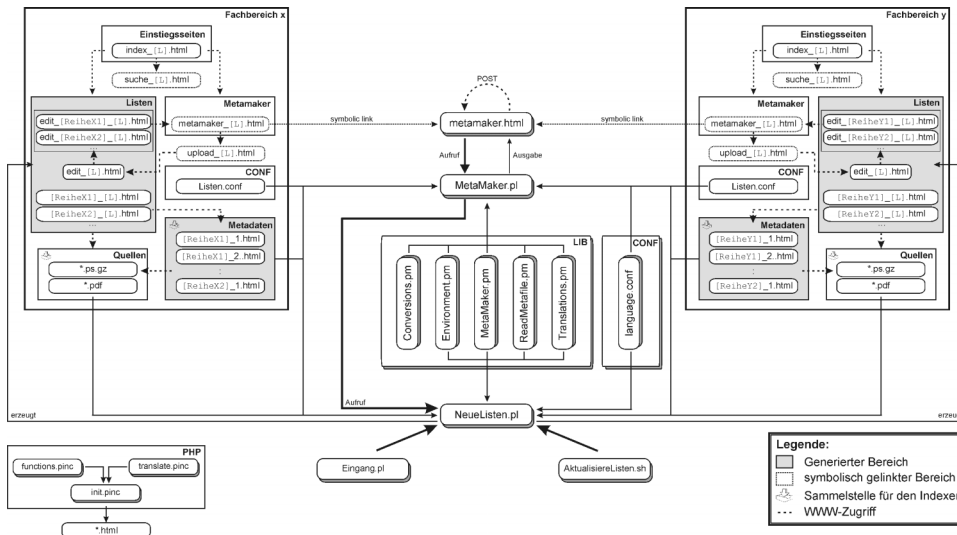 Fachbereich x
Einstiegsseiten
index_[L].html
suche_[L].html
Listen
edit_[ReiheX1]_[L].html
edit_[ReiheX2]_[L].html
...
edit_[L].html
[ReiheX1]_[L].html
[ReiheX2]_[L].html
...
Metamaker
metamaker_[L].html
upload_[L].html
CONF
Listen.conf
Metadaten
[ReiheX1]_1.html
[ReiheX1]_2..html
:
[ReiheX2]_1.html
Quellen
*.ps.gz
*.pdf
POST
symbolic link
metamaker.html
symbolic link
Aufruf
Ausgabe
MetaMaker.pl
LIB
Conversions.pm
Environment.pm
MetaMaker.pm
ReadMetafile.pm
Translations.pm
CONF
language.conf
Aufruf
NeueListen.pl
erzeugt
erzeu
Eingang.pl
AktualisiereListen.sh
Fachbereich y
Einstiegsseiten
index_[L].html
suche_[L].html
Metamaker
metamaker_[L].html
upload_[L].html
CONF
Listen.conf
Listen
edit_[ReiheY1]_[L].html
edit_[ReiheY2]_[L].html
...
edit_[L].html
[ReiheY1]_[L].html
[ReiheY2]_[L].html
...
Metadaten
[ReiheY1]_1.html
[ReiheY1]_2..html
:
[ReiheY2]_1.html
Quellen
*.ps.gz
*.pdf
PHP
functions.pinc
translate.pinc
init.pinc
*.html
Legende:
Generierter Bereich
symbolisch gelinkter Bereich
Sammelstelle für den Indexer
WWW-Zugriff